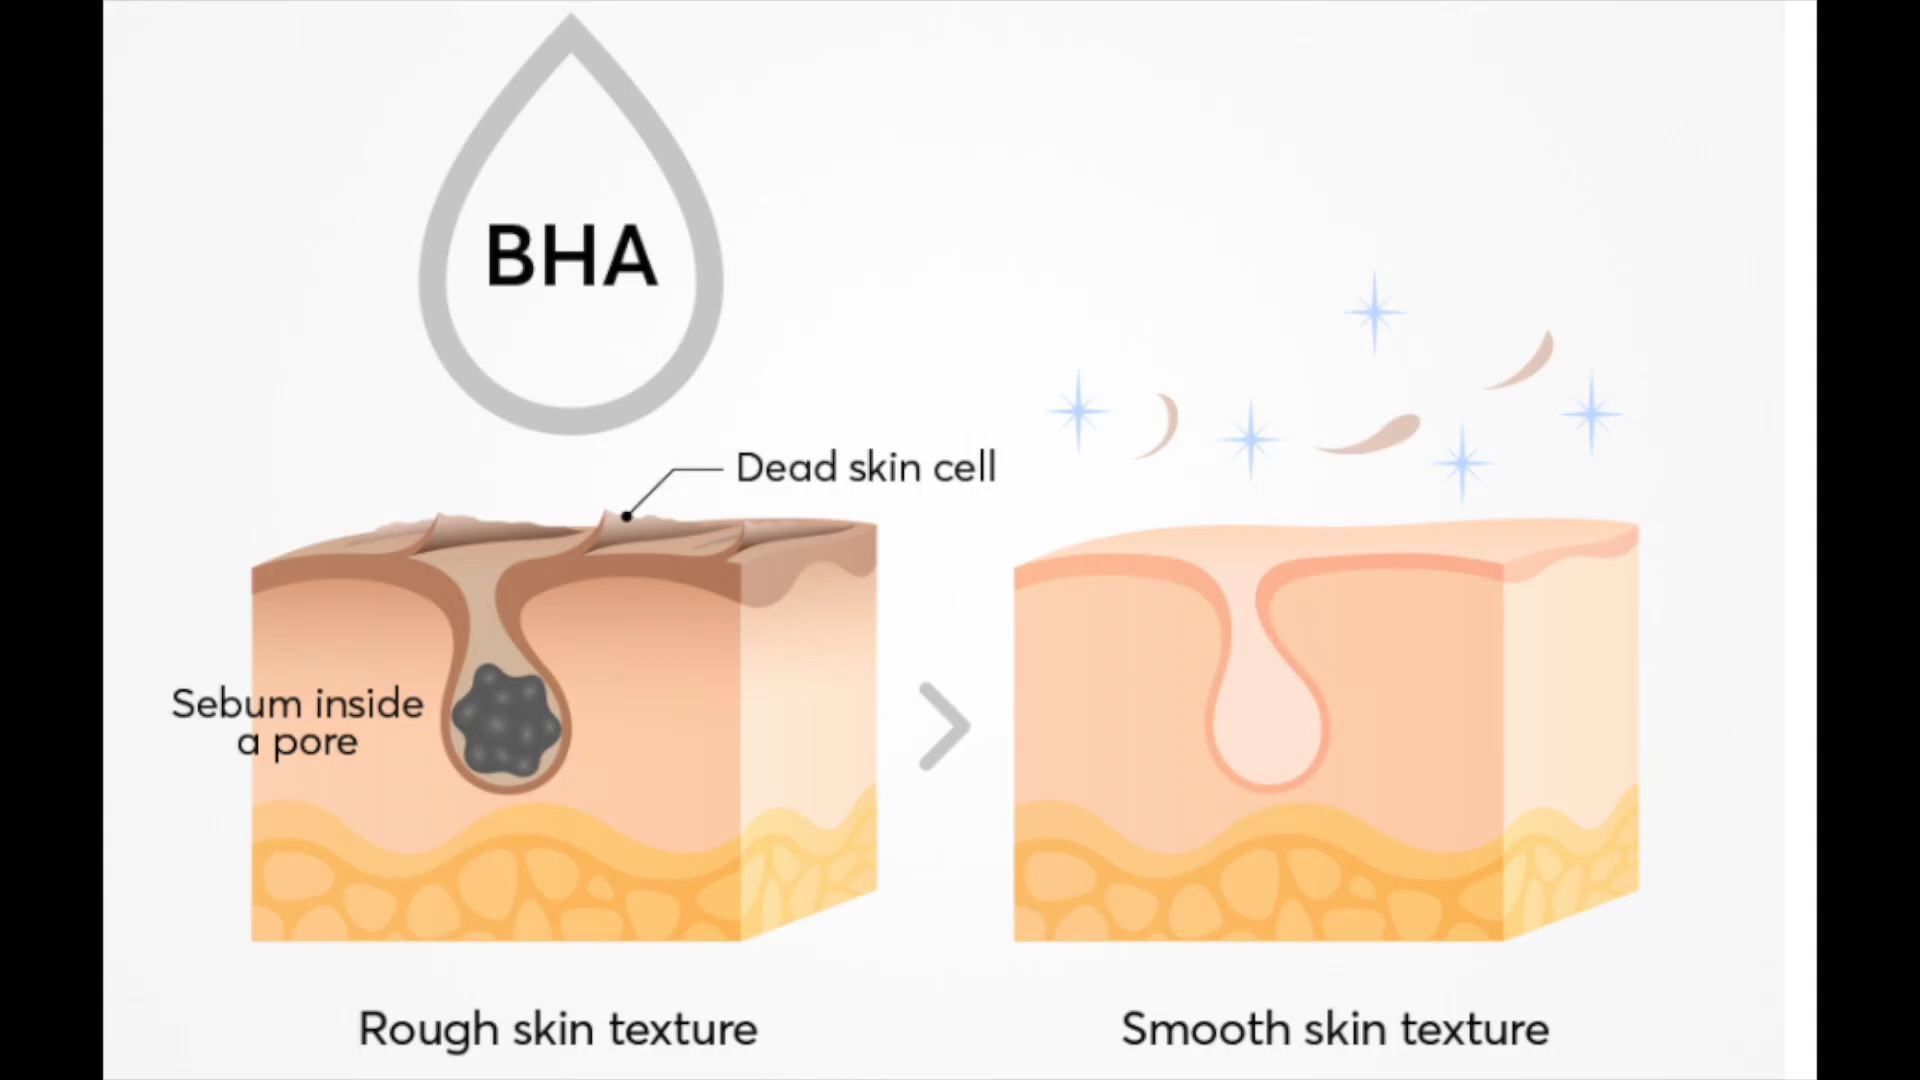 BHA
Dead skin cell
Sebum inside
a pore
Rough skin texture
Smooth skin texture